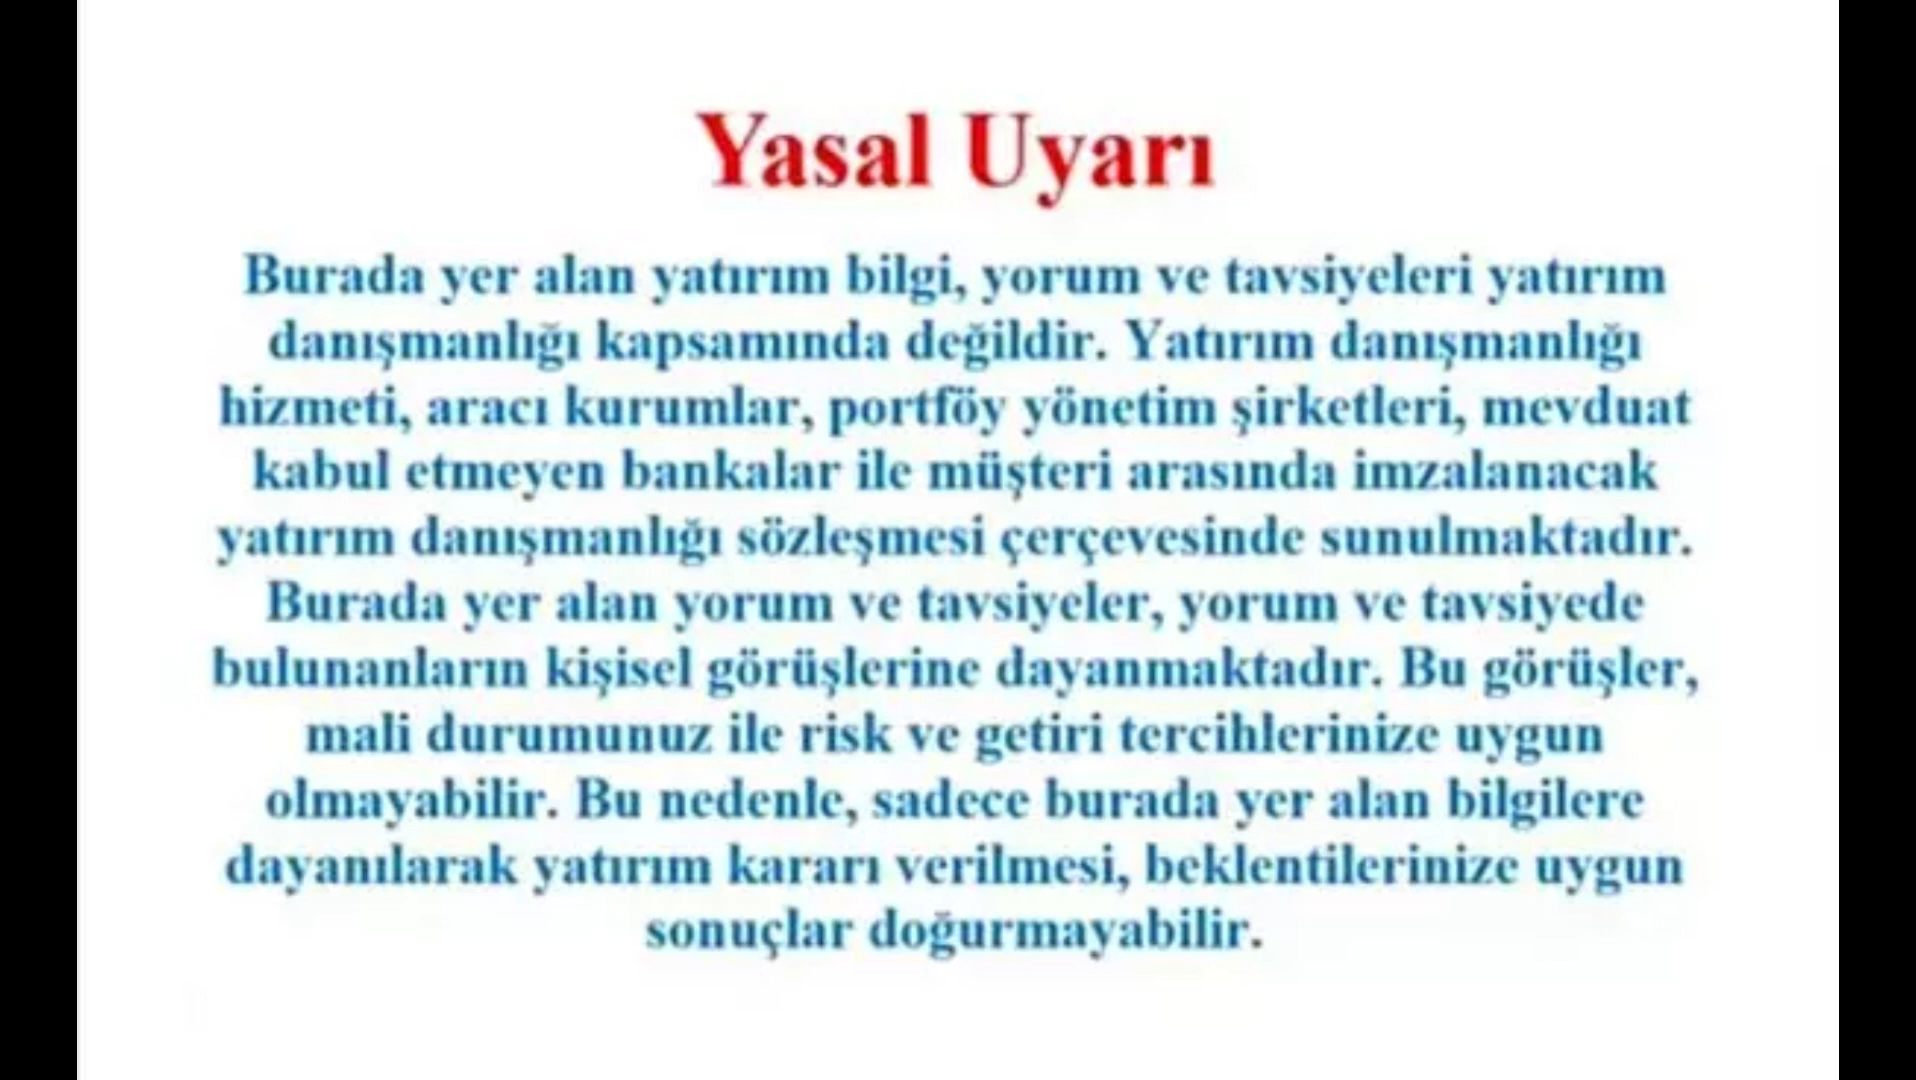 Yasal Uyarı
Burada yer alan yatırım bilgi, yorum ve tavsiyeleri yatırım
danışmanlığı kapsamında değildir. Yatırım danışmanlığı
hizmeti, aracı kurumlar, portföy yönetim şirketleri, mevduat
kabul etmeyen bankalar ile müşteri arasında imzalanacak
yatırım danışmanlığı sözleşmesi çerçevesinde sunulmaktadır.
Burada yer alan yorum ve tavsiyeler, yorum ve tavsiyede
bulunanların kişisel görüşlerine dayanmaktadır. Bu görüşler,
mali durumunuz ile risk ve getiri tercihlerinize uygun
olmayabilir. Bu nedenle, sadece burada yer alan bilgilere
dayanılarak yatırım kararı verilmesi, beklentilerinize uygun
sonuçlar doğurmayabilir.